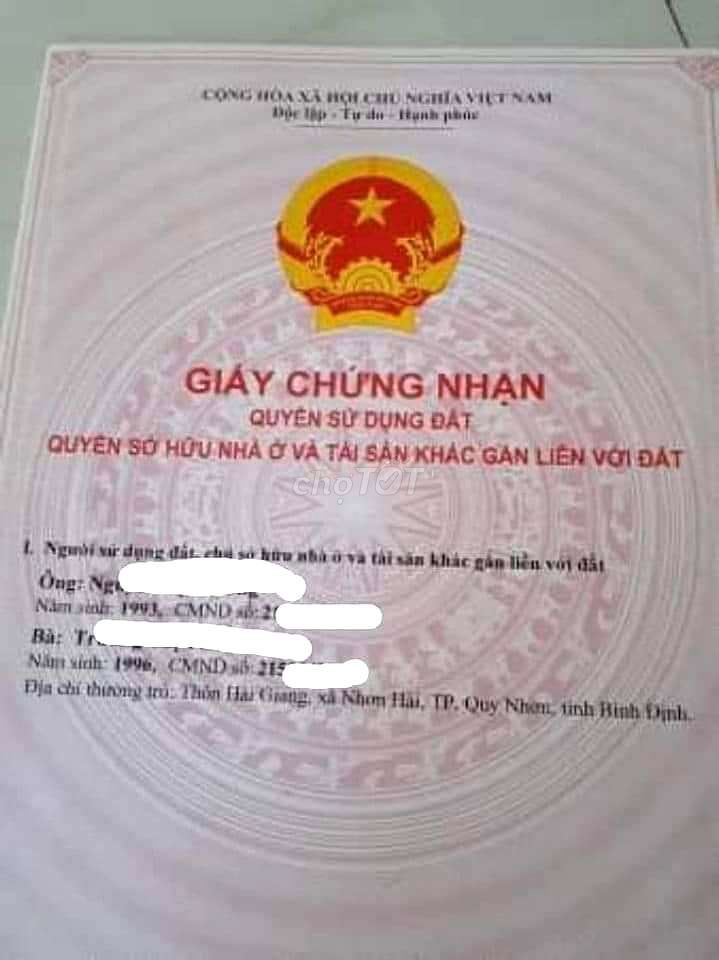 CỘNG HÒA XÃ HỘI CHỦ NGHĨA VIỆT NAM
Độc lập - Tự do - Hạnh phúc
GIẤY CHỨNG NHẬN
QUYỀN SỬ DỤNG ĐẤT
QUYỀN SỞ HỮU NHÀ Ở VÀ TÀI SẢN KHÁC GẮN LIỀN VỚI ĐẤT
chợTỐT
I. Người sử dụng đất, chủ sở hữu nhà ở và tài sản khác gắn liền với đất
Ông:
Năm sinh: 1993, CMND số: 2
Bà:
Năm sinh: 1996, CMND số: 215
Địa chỉ thường trú: Thôn Hải Giang, xã Nhơn Hải, TP. Quy Nhơn, tỉnh Bình Định.